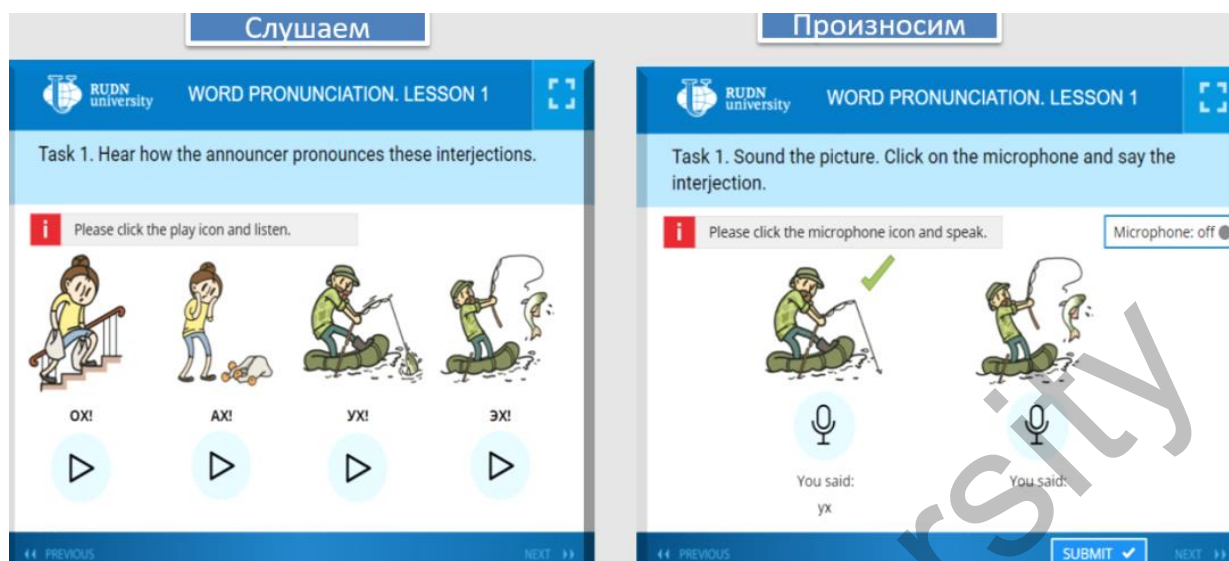 Слушаем
RUDN
university
WORD PRONUNCIATION. LESSON 1
Task 1. Hear how the announcer pronounces these interjections.
i Please click the play icon and listen.
ОХ! АХ! УХ! ЭХ!
PREVIOUS NEXT
Произносим
RUDN
university
WORD PRONUNCIATION. LESSON 1
Task 1. Sound the picture. Click on the microphone and say the
interjection.
i Please click the microphone icon and speak.
Microphone: off
You said: You said:
ух
PREVIOUS SUBMIT NEXT